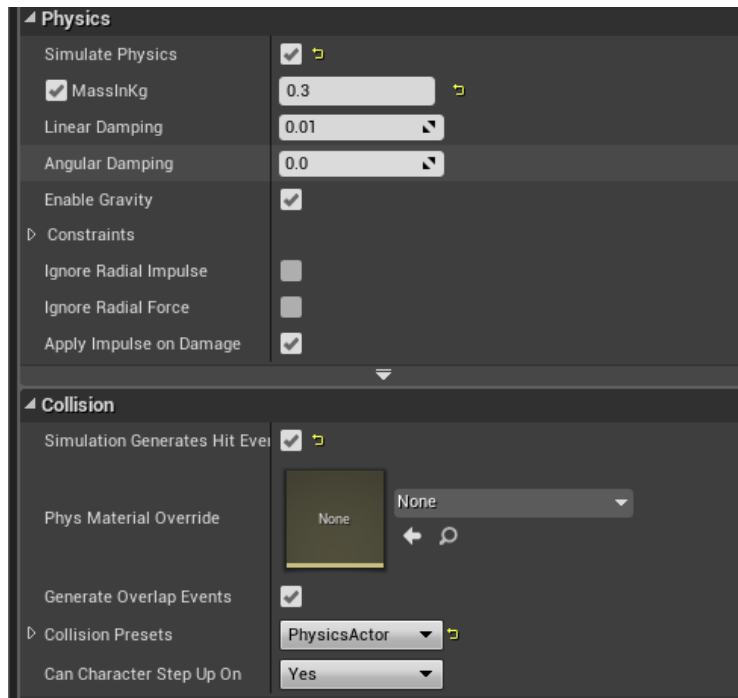 Physics
Simulate Physics
MassInKg 0.3
Linear Damping 0.01
Angular Damping 0.0
Enable Gravity
Constraints
Ignore Radial Impulse
Ignore Radial Force
Apply Impulse on Damage
Collision
Simulation Generates Hit Ever
None
Phys Material Override None
Generate Overlap Events
Collision Presets PhysicsActor
Can Character Step Up On Yes